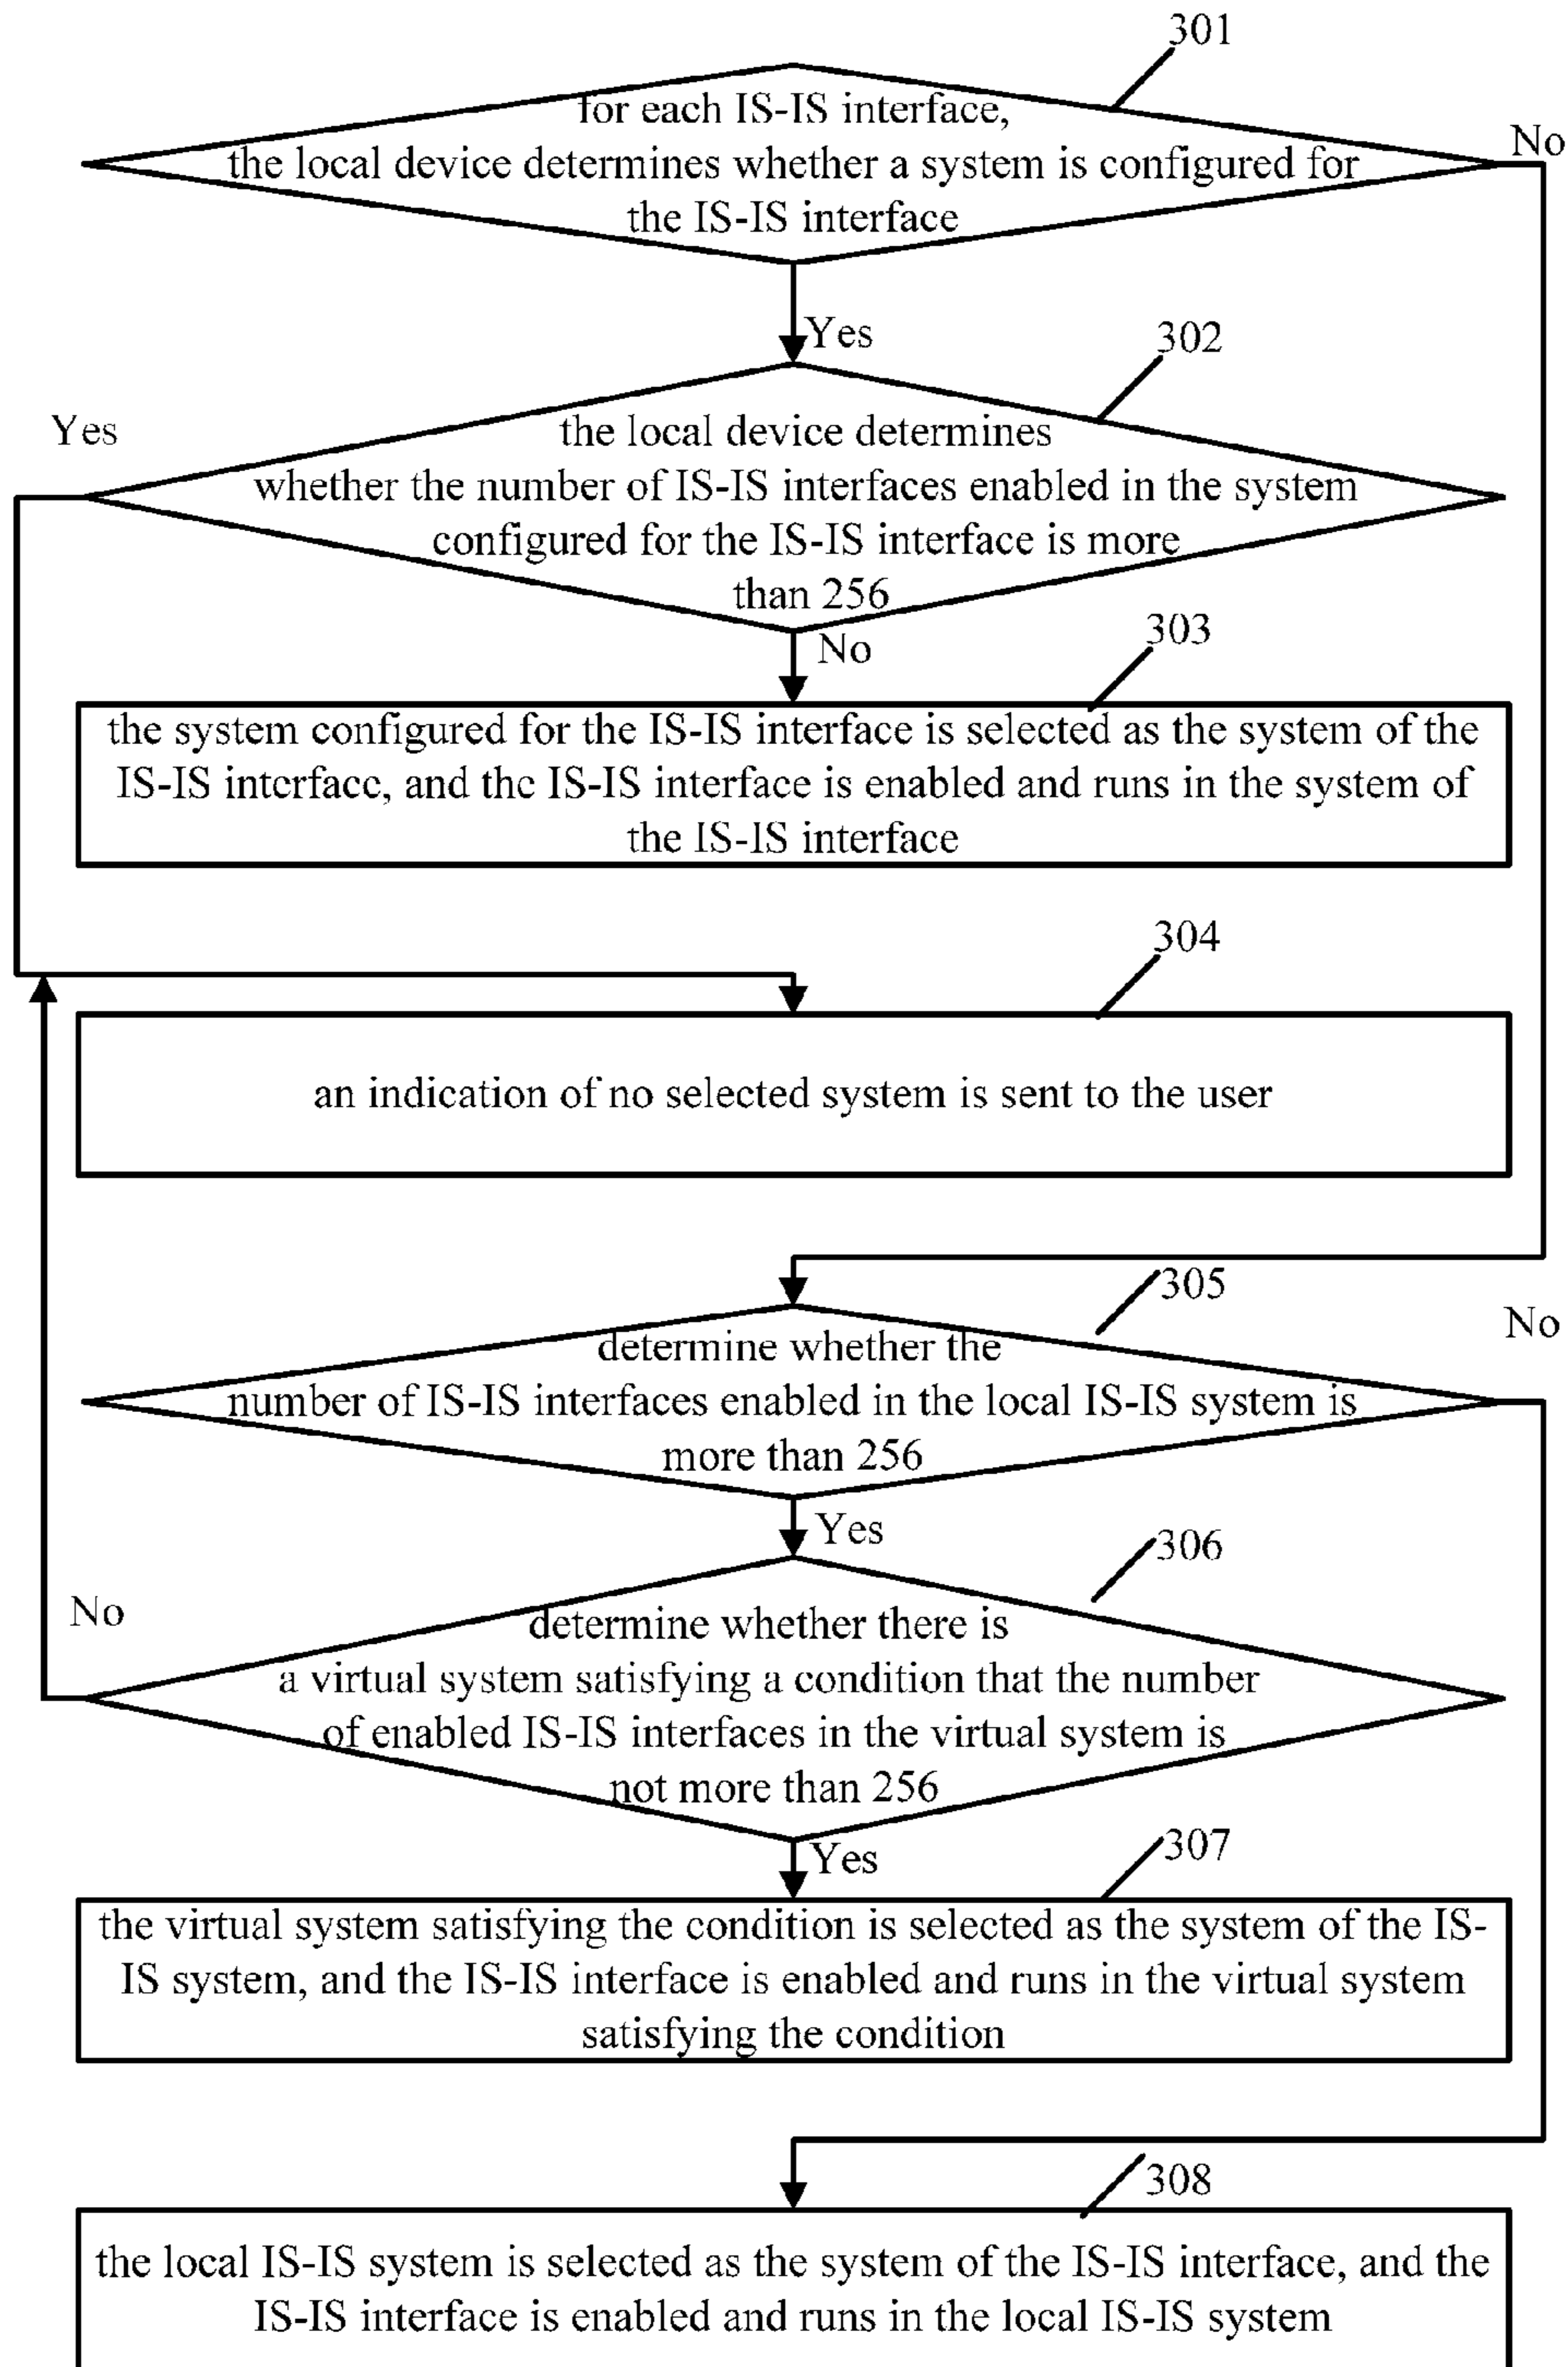 301
for each IS-IS interface,
No
the local device determines whether a system is configured for
the IS-IS interface
Yes
302
Yes
the local device determines
whether the number of IS-IS interfaces enabled in the system
configured for the IS-IS interface is more
than 256
303
No
the system configured for the IS-IS interface is selected as the system of the
IS-IS interface, and the IS-IS interface is enabled and runs in the system of
the IS-IS interface
304
an indication of no selected system is sent to the user
305
No
determine whether the
number of IS-IS interfaces enabled in the local IS-IS system is
more than 256
Yes
306
No
determine whether there is
a virtual system satisfying a condition that the number
of enabled IS-IS interfaces in the virtual system is
not more than 256
307
Yes
the virtual system satisfying the condition is selected as the system of the IS-
IS system, and the IS-IS interface is enabled and runs in the virtual system
satisfying the condition
308
the local IS-IS system is selected as the system of the IS-IS interface, and the
IS-IS interface is enabled and runs in the local IS-IS system